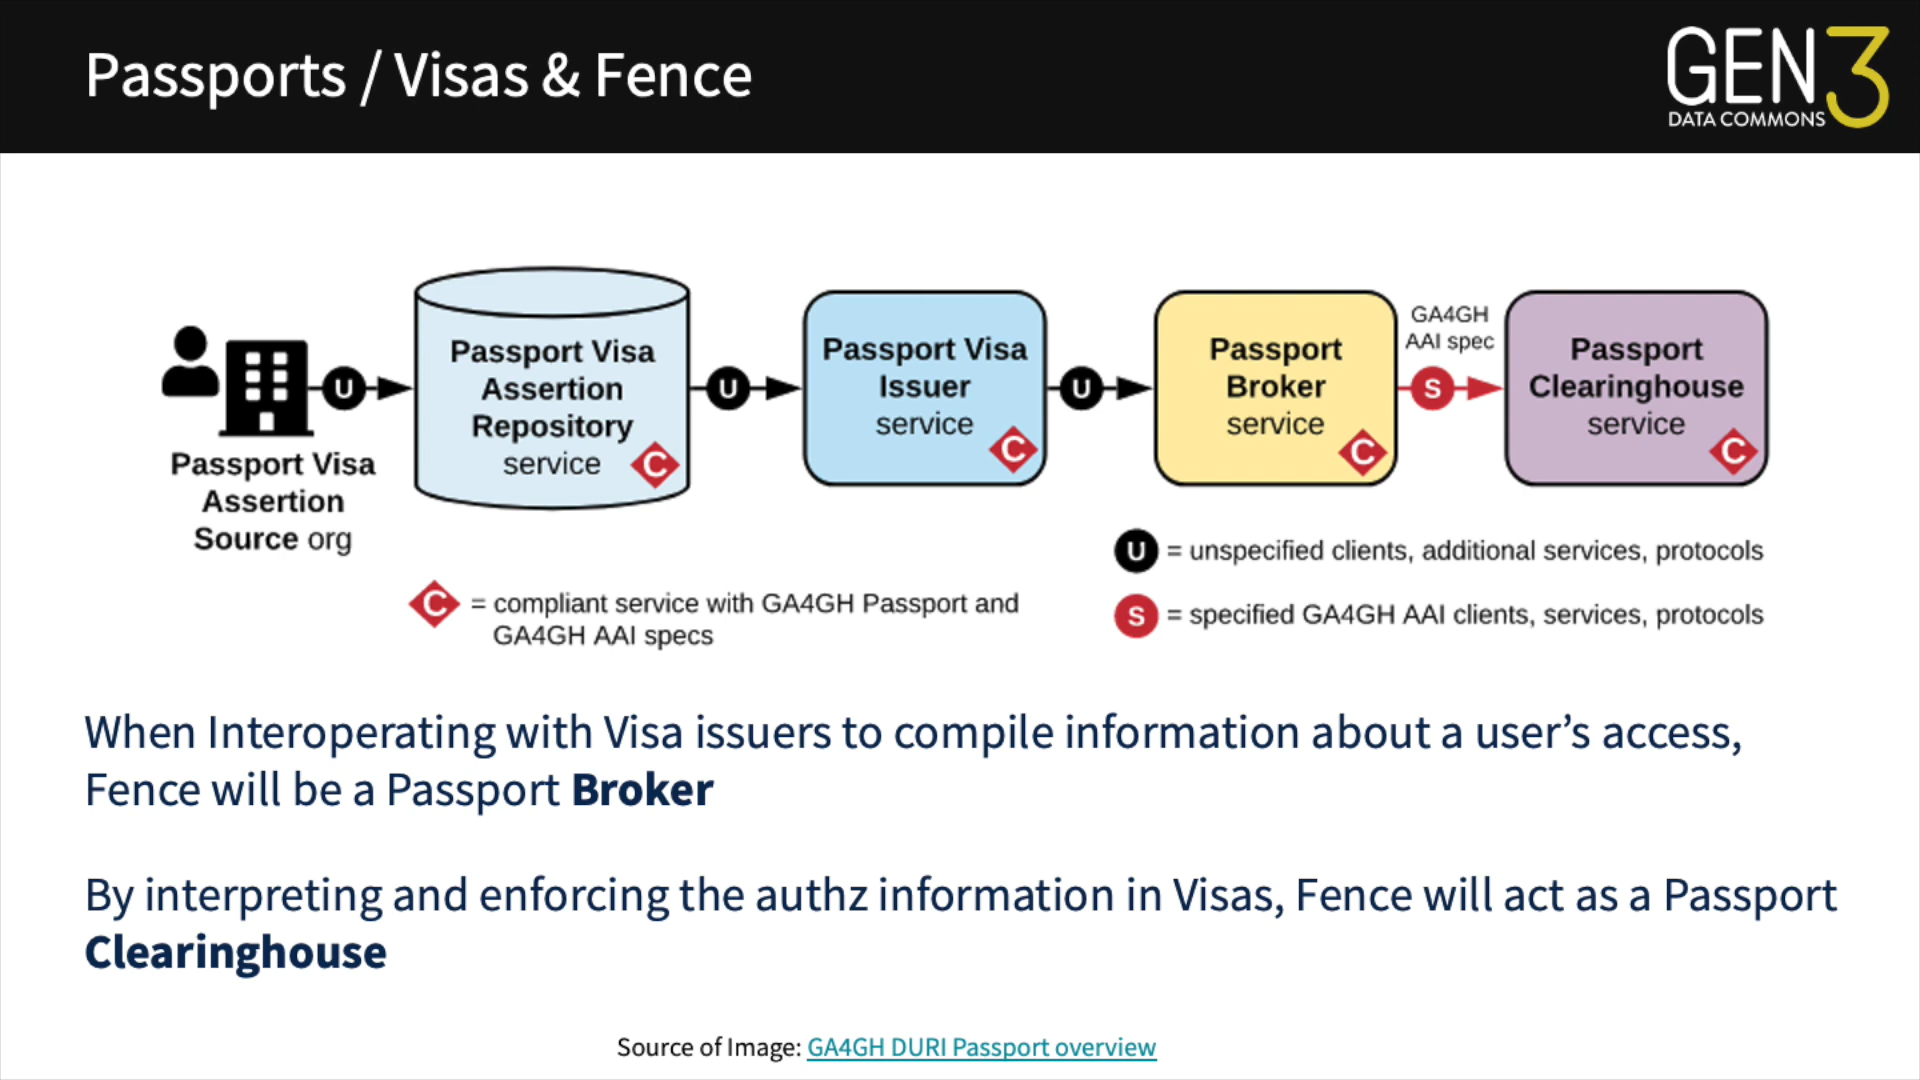 Passports / Visas & Fence
GEN3
DATA COMMONS
Passport Visa
Assertion
Source org
U
Passport Visa
Assertion
Repository
service
C
U
Passport Visa
Issuer
service
C
U
Passport
Broker
service
C
GA4GH
AAI spec
S
Passport
Clearinghouse
service
C
U = unspecified clients, additional services, protocols
S = specified GA4GH AAI clients, services, protocols
C = compliant service with GA4GH Passport and
GA4GH AAI specs
When Interoperating with Visa issuers to compile information about a user’s access,
Fence will be a Passport Broker
By interpreting and enforcing the authz information in Visas, Fence will act as a Passport
Clearinghouse
Source of Image: GA4GH DURI Passport overview